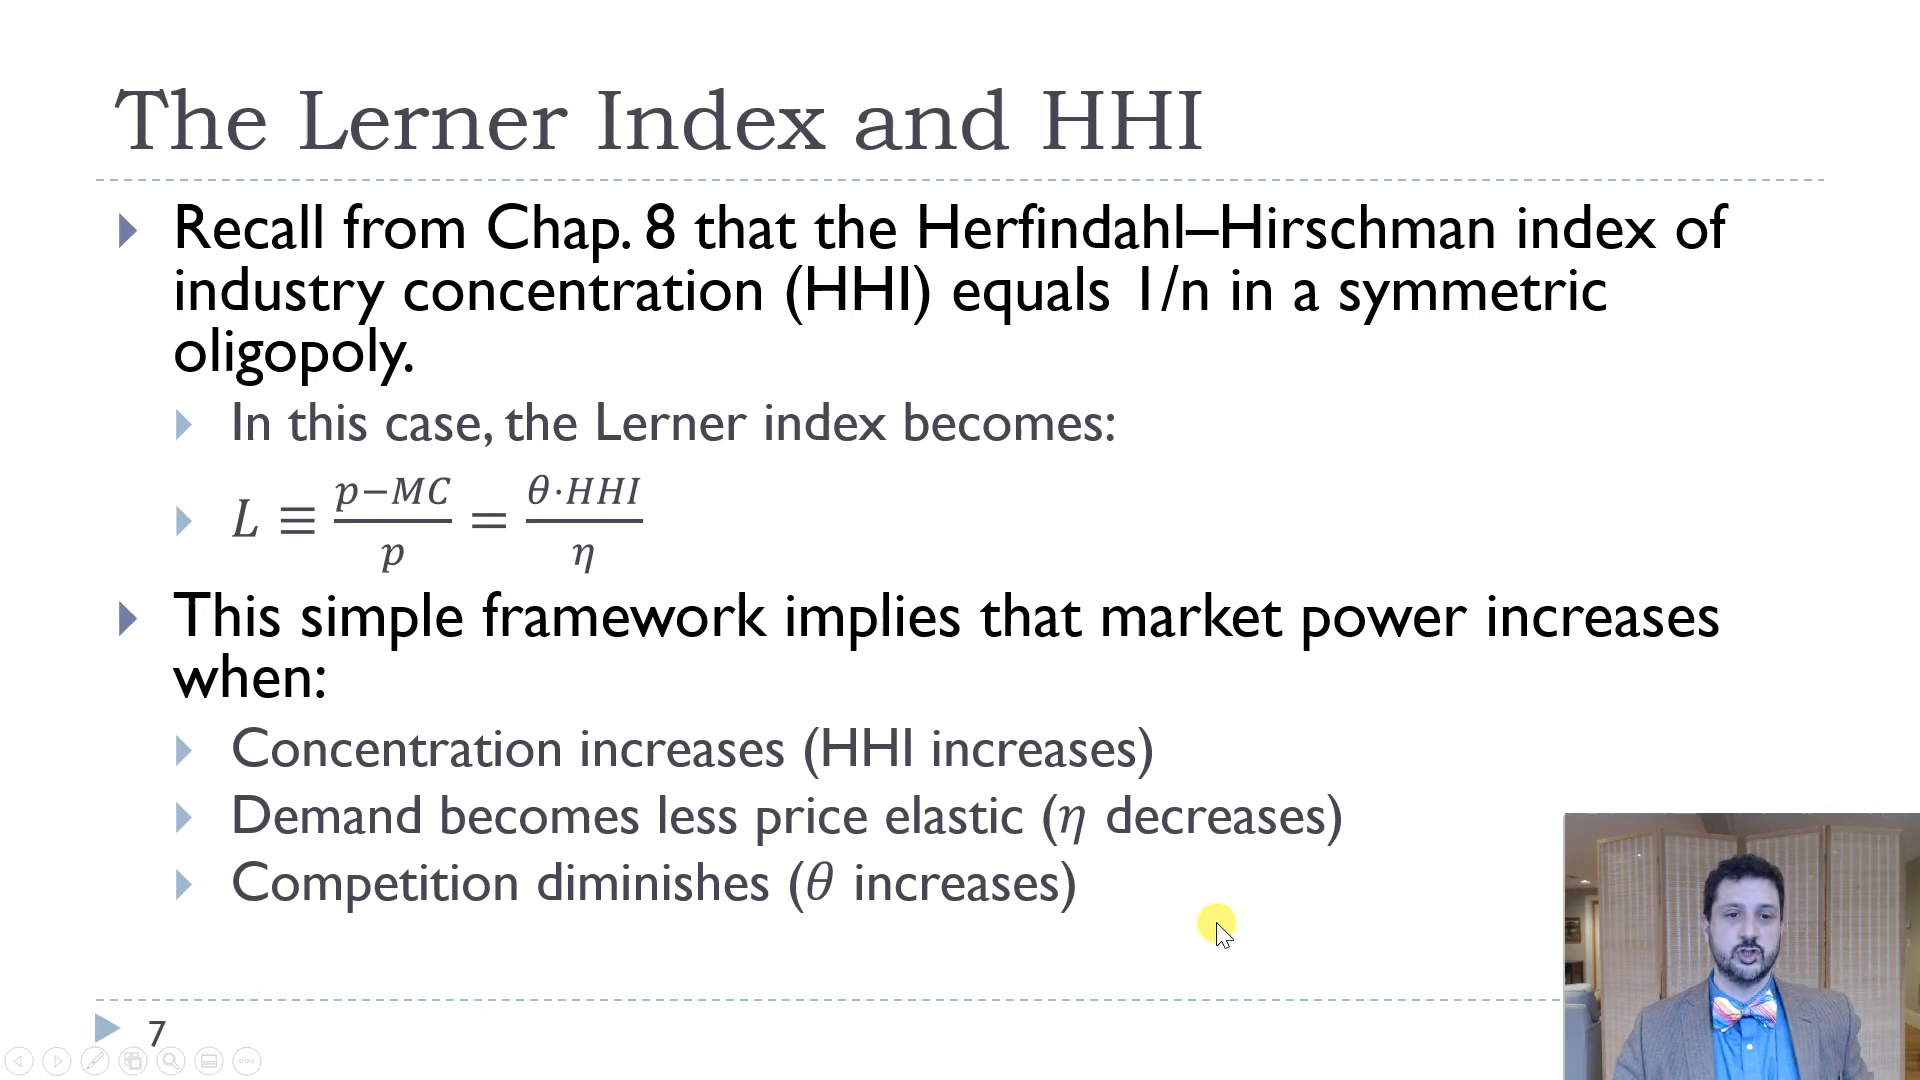 The Lerner Index and HHI
Recall from Chap. 8 that the Herfindahl–Hirschman index of
industry concentration (HHI) equals 1/n in a symmetric
oligopoly.
In this case, the Lerner index becomes:
L ≡ (p−MC)/p = (θ·HHI)/η
This simple framework implies that market power increases
when:
Concentration increases (HHI increases)
Demand becomes less price elastic (η decreases)
Competition diminishes (θ increases)
7